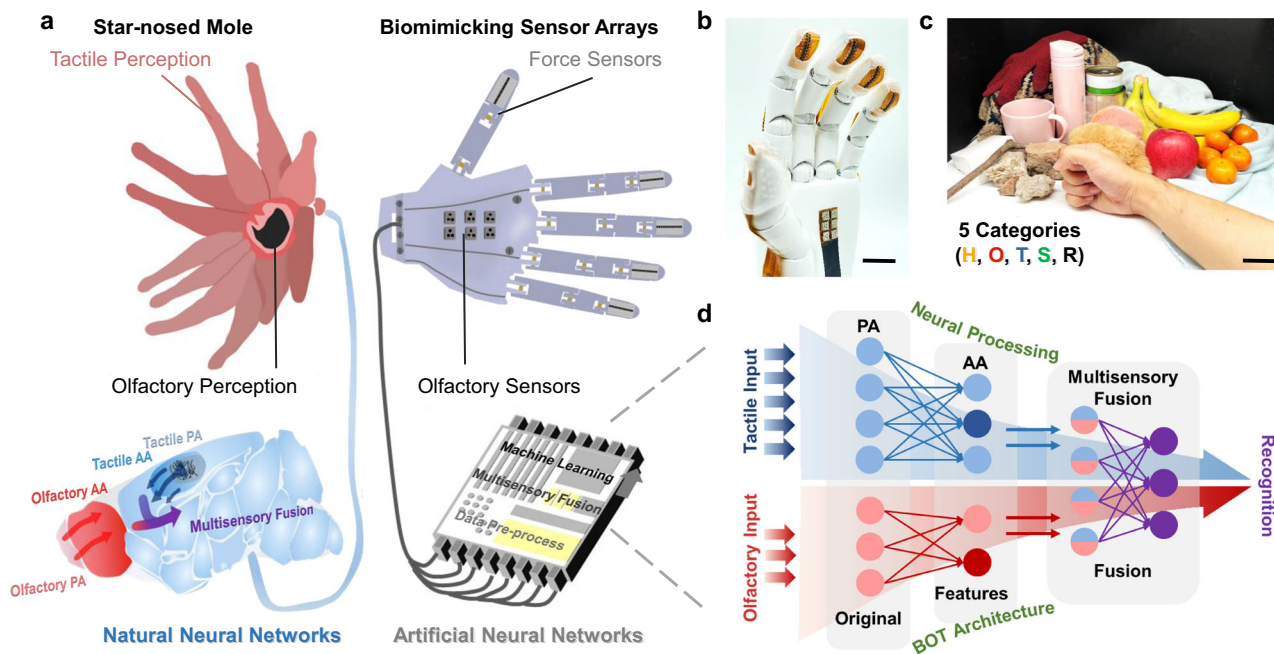 a
Star-nosed Mole
Tactile Perception
Olfactory Perception
Biomimicking Sensor Arrays
Force Sensors
Olfactory Sensors
Tactile PA
Tactile AA
Olfactory AA
Multisensory Fusion
Olfactory PA
Natural Neural Networks
Machine Learning
Multisensory Fusion
Data Pre-process
Artificial Neural Networks
b
c
5 Categories
(H, O, T, S, R)
d
Neural Processing
PA
AA
Multisensory
Fusion
Tactile Input
Olfactory Input
Recognition
Original
Features
Fusion
BOT Architecture